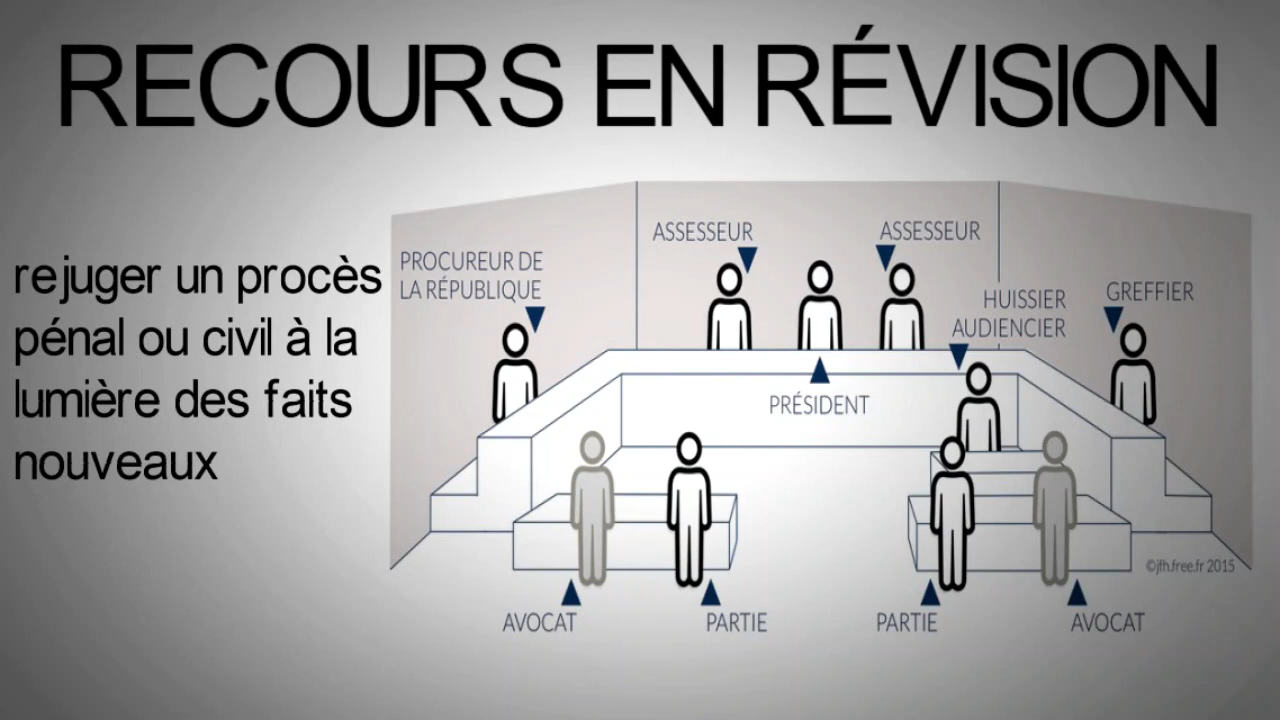 RECOURS EN RÉVISION
rejuger un procès
pénal ou civil à la
lumière des faits
nouveaux
PROCUREUR DE
LA RÉPUBLIQUE
ASSESSEUR
ASSESSEUR
HUISSIER
AUDIENCIER
GREFFIER
PRÉSIDENT
©jfh.free.fr 2015
AVOCAT
PARTIE
PARTIE
AVOCAT